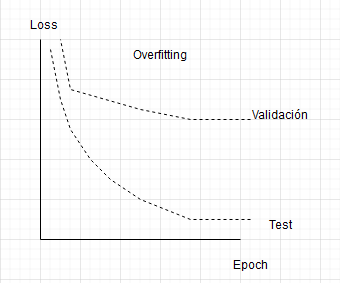 Loss
Overfitting
Validación
Test
Epoch